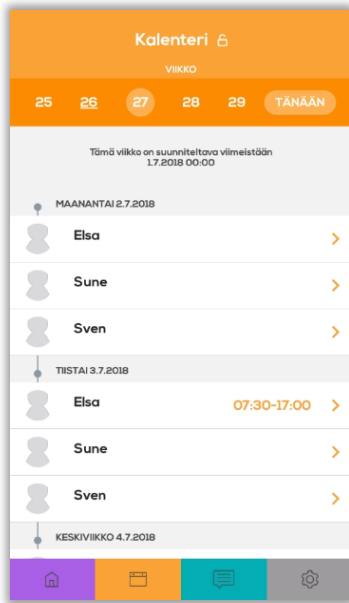 Kalenteri
VIIKKO
25 26 27 28 29 TÄNÄÄN
Tämä viikko on suunniteltava viimeistään
1.7.2018 00:00
MAANANTAI 2.7.2018
Elsa
Sune
Sven
TIISTAI 3.7.2018
Elsa 07:30-17:00
Sune
Sven
KESKIVIIKKO 4.7.2018